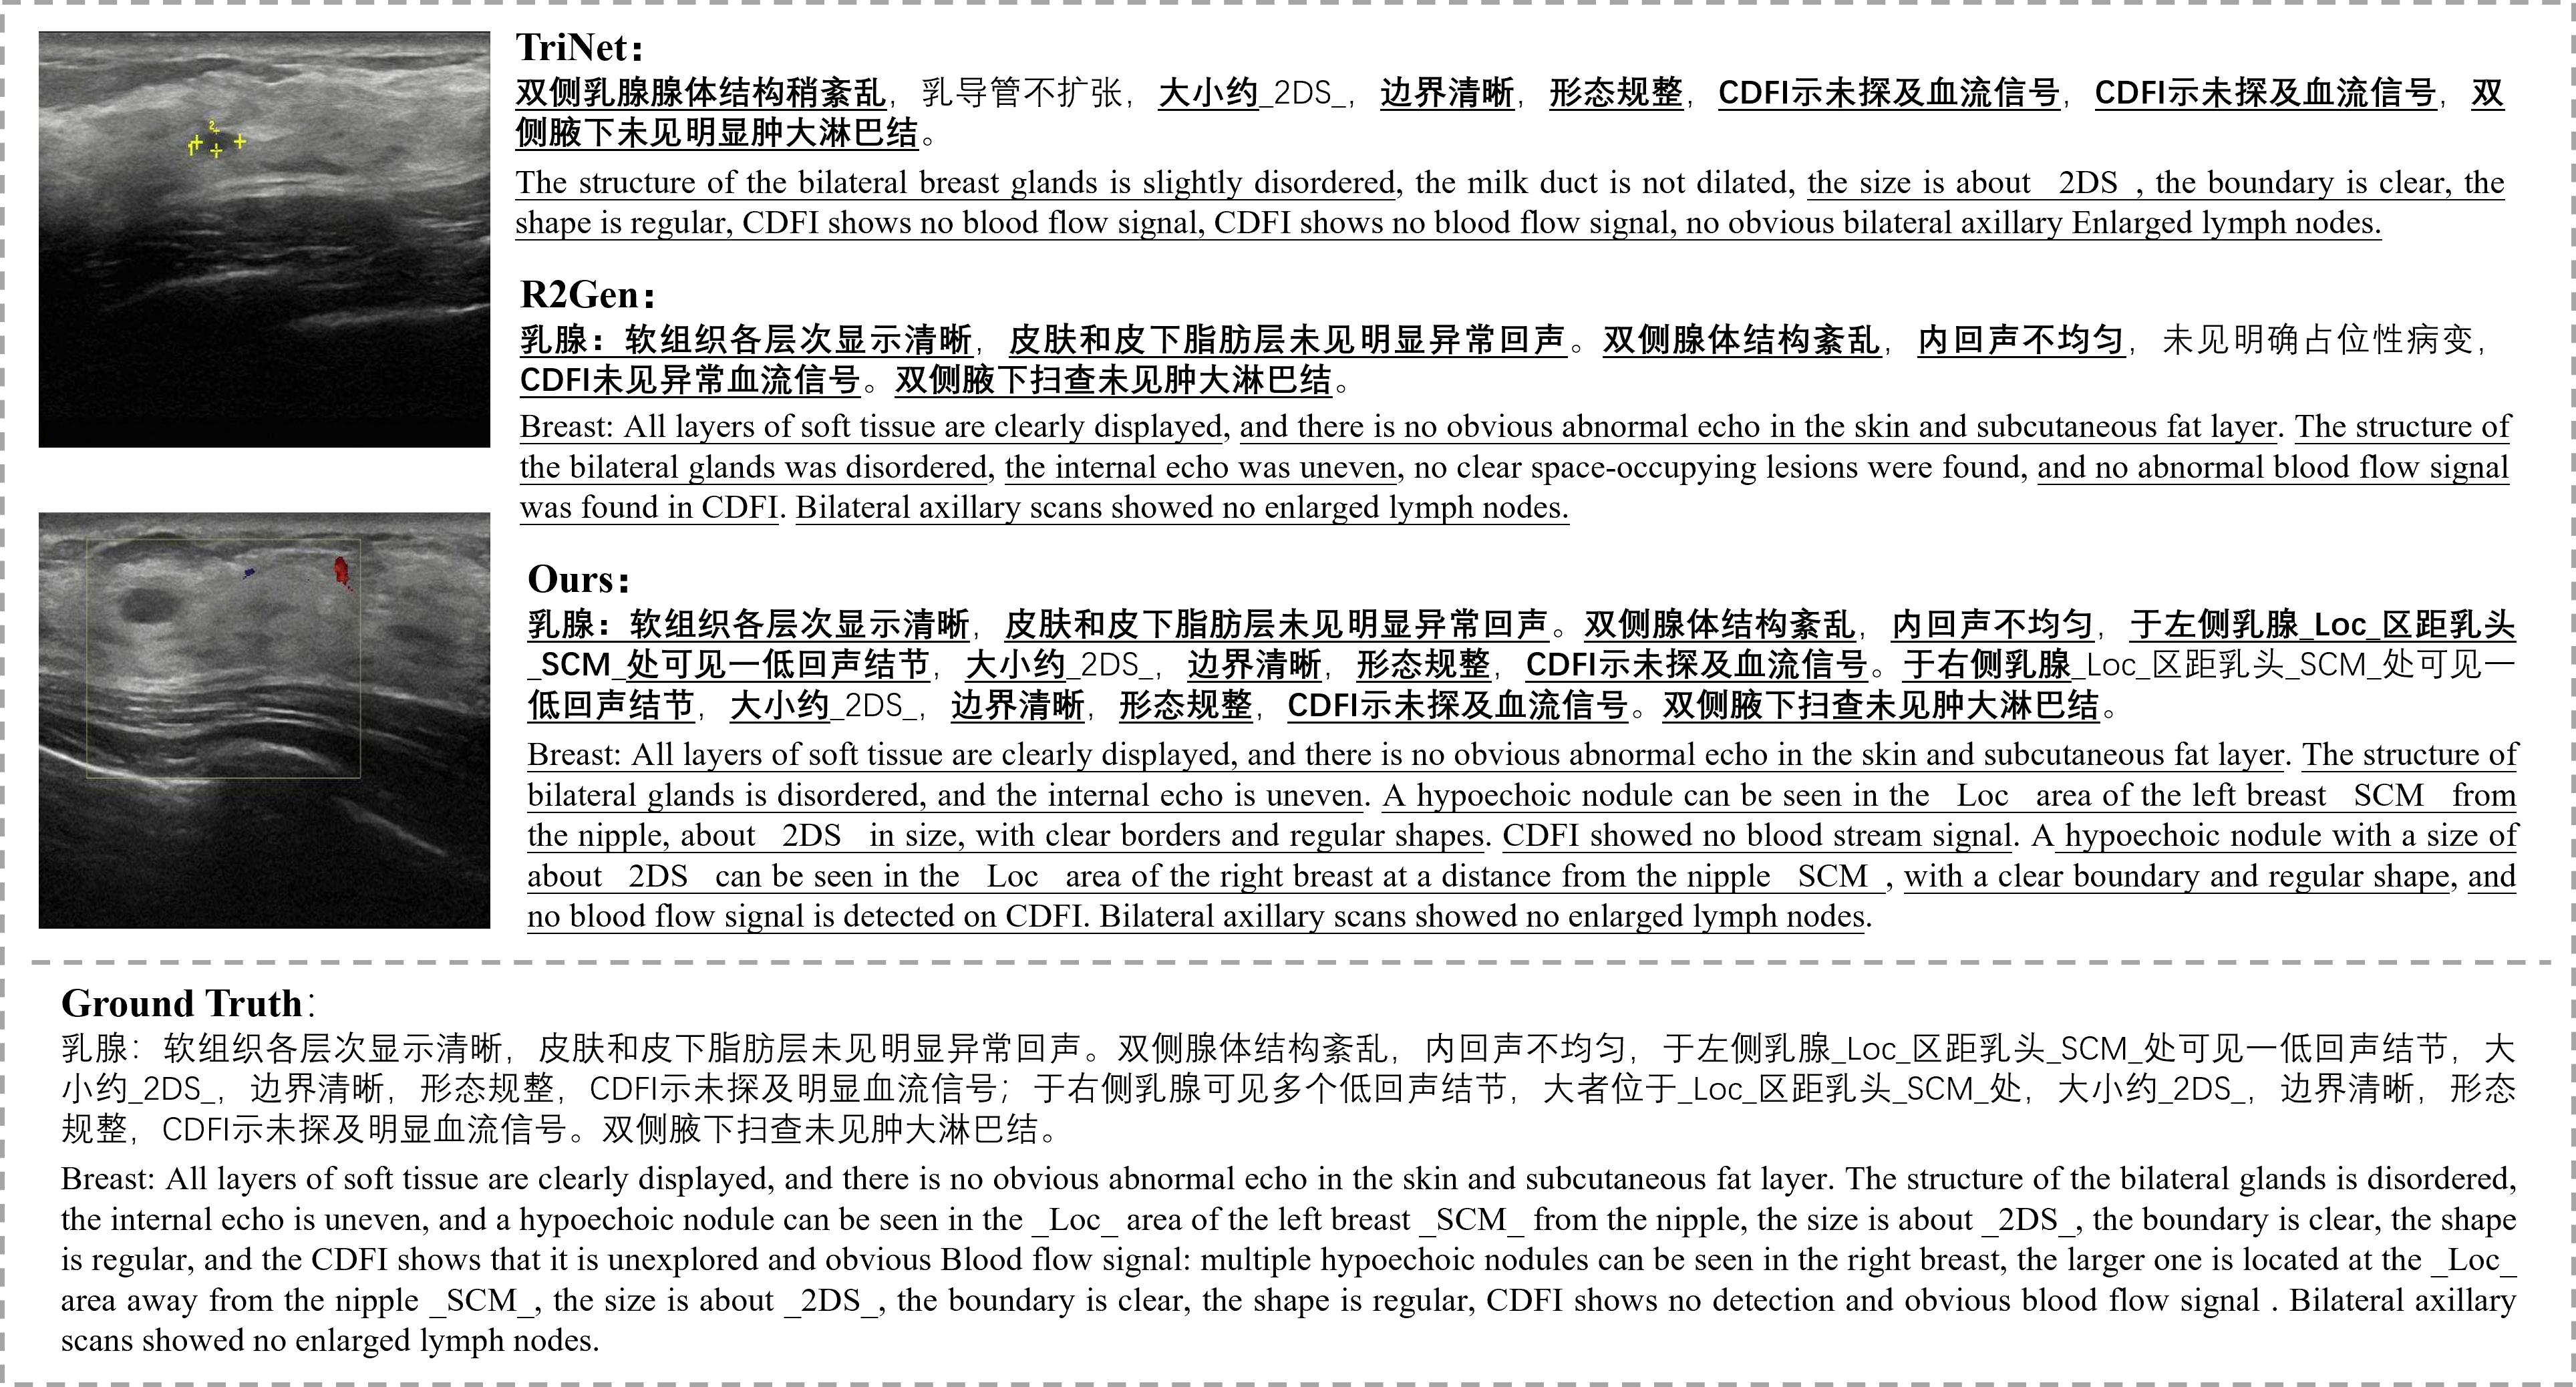 TriNet:
双侧乳腺腺体结构稍紊乱，乳导管不扩张，大小约_2DS_，边界清晰，形态规整，CDFI示未探及血流信号，CDFI示未探及血流信号，双
侧腋下未见明显肿大淋巴结。
The structure of the bilateral breast glands is slightly disordered, the milk duct is not dilated, the size is about 2DS , the boundary is clear, the
shape is regular, CDFI shows no blood flow signal, CDFI shows no blood flow signal, no obvious bilateral axillary Enlarged lymph nodes.
R2Gen:
乳腺：软组织各层次显示清晰，皮肤和皮下脂肪层未见明显异常回声。双侧腺体结构紊乱，内回声不均匀，未见明确占位性病变，
CDFI未见异常血流信号。双侧腋下扫查未见肿大淋巴结。
Breast: All layers of soft tissue are clearly displayed, and there is no obvious abnormal echo in the skin and subcutaneous fat layer. The structure of
the bilateral glands was disordered, the internal echo was uneven, no clear space-occupying lesions were found, and no abnormal blood flow signal
was found in CDFI. Bilateral axillary scans showed no enlarged lymph nodes.
Ours:
乳腺：软组织各层次显示清晰，皮肤和皮下脂肪层未见明显异常回声。双侧腺体结构紊乱，内回声不均匀，于左侧乳腺_Loc_区距乳头
_SCM_处可见一低回声结节，大小约_2DS_，边界清晰，形态规整，CDFI示未探及血流信号。于右侧乳腺_Loc_区距乳头_SCM_处可见一
低回声结节，大小约_2DS_，边界清晰，形态规整，CDFI示未探及血流信号。双侧腋下扫查未见肿大淋巴结。
Breast: All layers of soft tissue are clearly displayed, and there is no obvious abnormal echo in the skin and subcutaneous fat layer. The structure of
bilateral glands is disordered, and the internal echo is uneven. A hypoechoic nodule can be seen in the Loc area of the left breast SCM from
the nipple, about 2DS in size, with clear borders and regular shapes. CDFI showed no blood stream signal. A hypoechoic nodule with a size of
about 2DS can be seen in the Loc area of the right breast at a distance from the nipple SCM , with a clear boundary and regular shape, and
no blood flow signal is detected on CDFI. Bilateral axillary scans showed no enlarged lymph nodes.
Ground Truth:
乳腺：软组织各层次显示清晰，皮肤和皮下脂肪层未见明显异常回声。双侧腺体结构紊乱，内回声不均匀，于左侧乳腺_Loc_区距乳头_SCM_处可见一低回声结节，大
小约_2DS_，边界清晰，形态规整，CDFI示未探及明显血流信号；于右侧乳腺可见多个低回声结节，大者位于_Loc_区距乳头_SCM_处，大小约_2DS_，边界清晰，形态
规整，CDFI示未探及明显血流信号。双侧腋下扫查未见肿大淋巴结。
Breast: All layers of soft tissue are clearly displayed, and there is no obvious abnormal echo in the skin and subcutaneous fat layer. The structure of the bilateral glands is disordered,
the internal echo is uneven, and a hypoechoic nodule can be seen in the _Loc_ area of the left breast _SCM_ from the nipple, the size is about _2DS_, the boundary is clear, the shape
is regular, and the CDFI shows that it is unexplored and obvious Blood flow signal: multiple hypoechoic nodules can be seen in the right breast, the larger one is located at the _Loc_
area away from the nipple _SCM_, the size is about _2DS_, the boundary is clear, the shape is regular, CDFI shows no detection and obvious blood flow signal . Bilateral axillary
scans showed no enlarged lymph nodes.